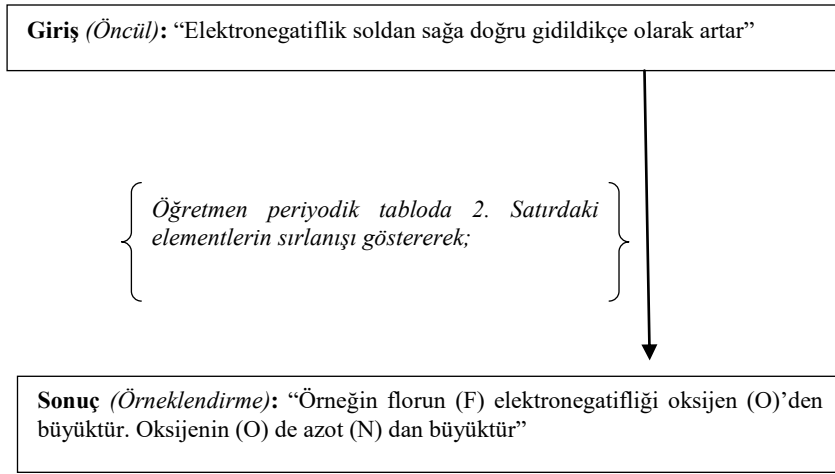 Giriş (Öncül): “Elektronegatiflik soldan sağa doğru gidildikçe olarak artar”
Öğretmen periyodik tabloda 2. Satırdaki
elementlerin sırlanışı göstererek;
Sonuç (Örneklendirme): “Örneğin florun (F) elektronegatifliği oksijen (O)’den
büyüktür. Oksijenin (O) de azot (N) dan büyüktür”